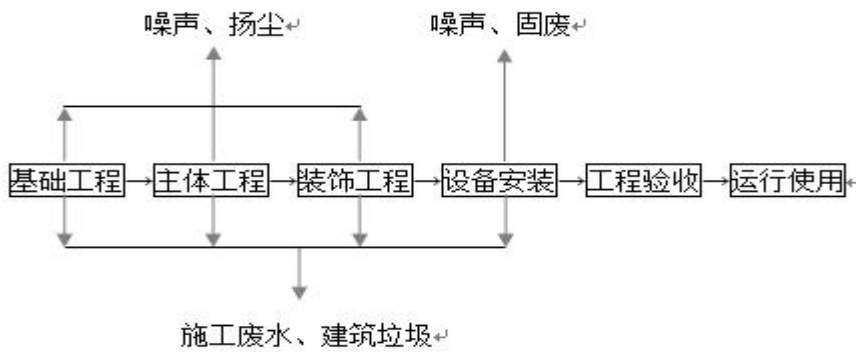 噪声、扬尘 噪声、固废
基础工程 主体工程 装饰工程 设备安装 工程验收 运行使用
施工废水、建筑垃圾